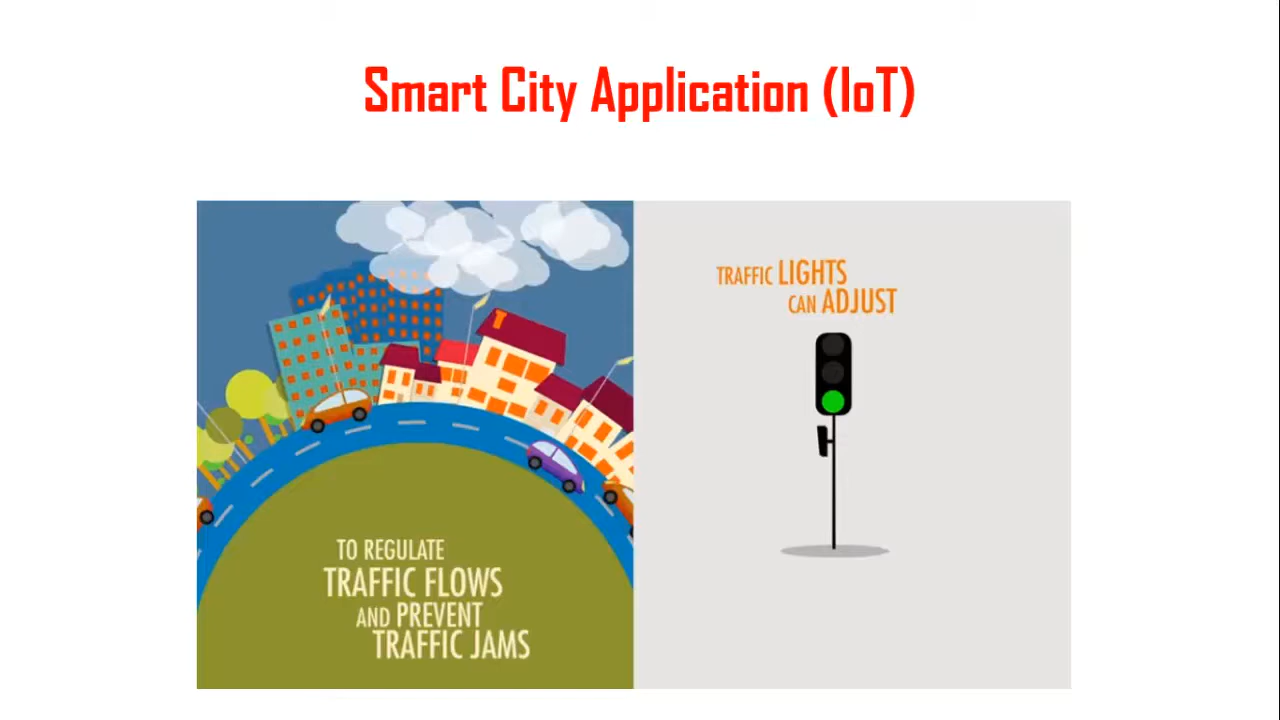 Smart City Application (IoT)
TO REGULATE
TRAFFIC FLOWS
AND PREVENT
TRAFFIC JAMS
TRAFFIC LIGHTS
CAN ADJUST